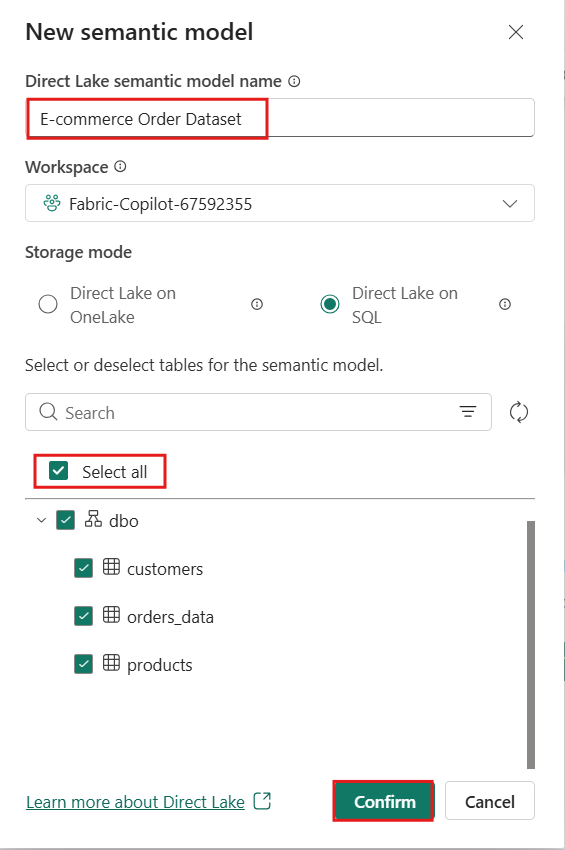 New semantic model
Direct Lake semantic model name
E-commerce Order Dataset
Workspace
Fabric-Copilot-67592355
Storage mode
Direct Lake on
OneLake
Direct Lake on
SQL
Select or deselect tables for the semantic model.
Search
Select all
dbo
customers
orders_data
products
Learn more about Direct Lake
Confirm
Cancel